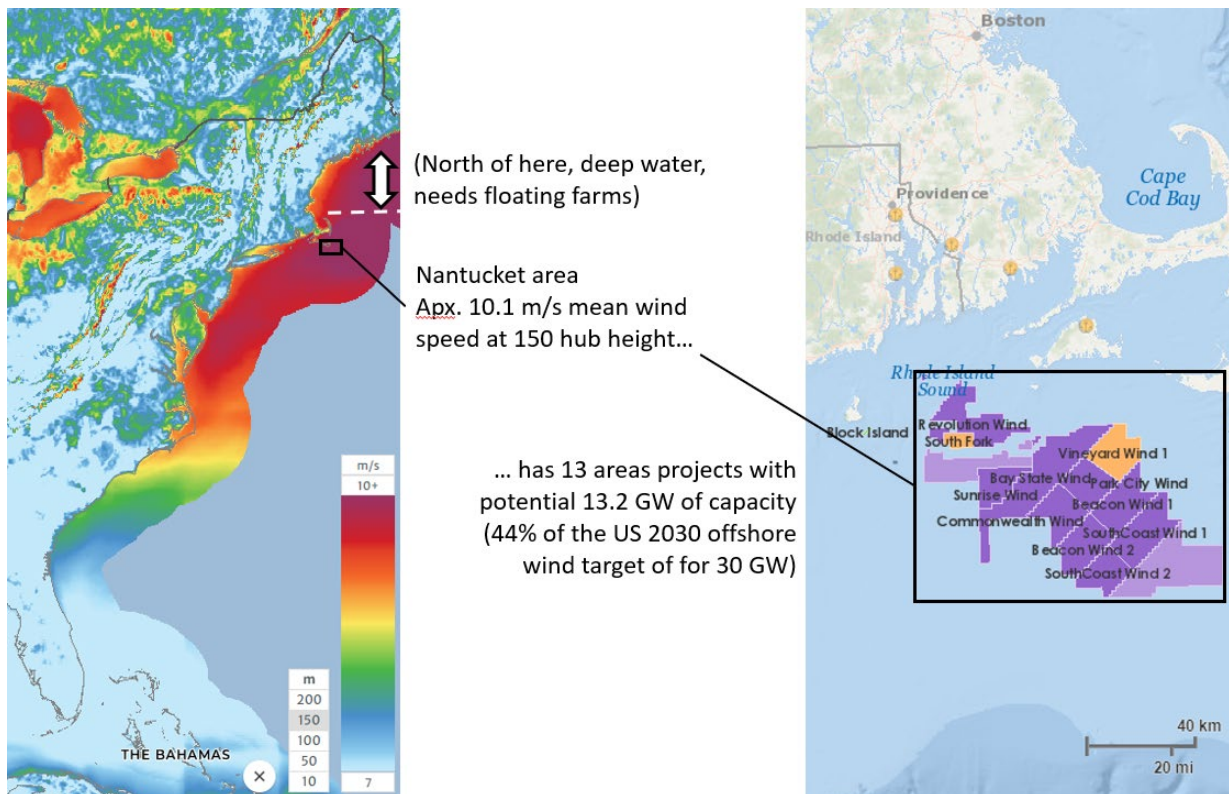 (North of here, deep water,
needs floating farms)
Nantucket area
Apx. 10.1 m/s mean wind
speed at 150 hub height...
... has 13 areas projects with
potential 13.2 GW of capacity
(44% of the US 2030 offshore
wind target of for 30 GW)
m/s
10+
7
m
200
150
100
50
10
THE BAHAMAS
×
Boston
Cape
Cod Bay
Providence
Rhode Island
Rhode Island
Sound
Block Island
Revolution Wind
South Fork
Vineyard Wind 1
Bay State Wind
Park City Wind
Sunrise Wind
Beacon Wind 1
Commonwealth Wind
SouthCoast Wind 1
Beacon Wind 2
SouthCoast Wind 2
40 km
20 mi